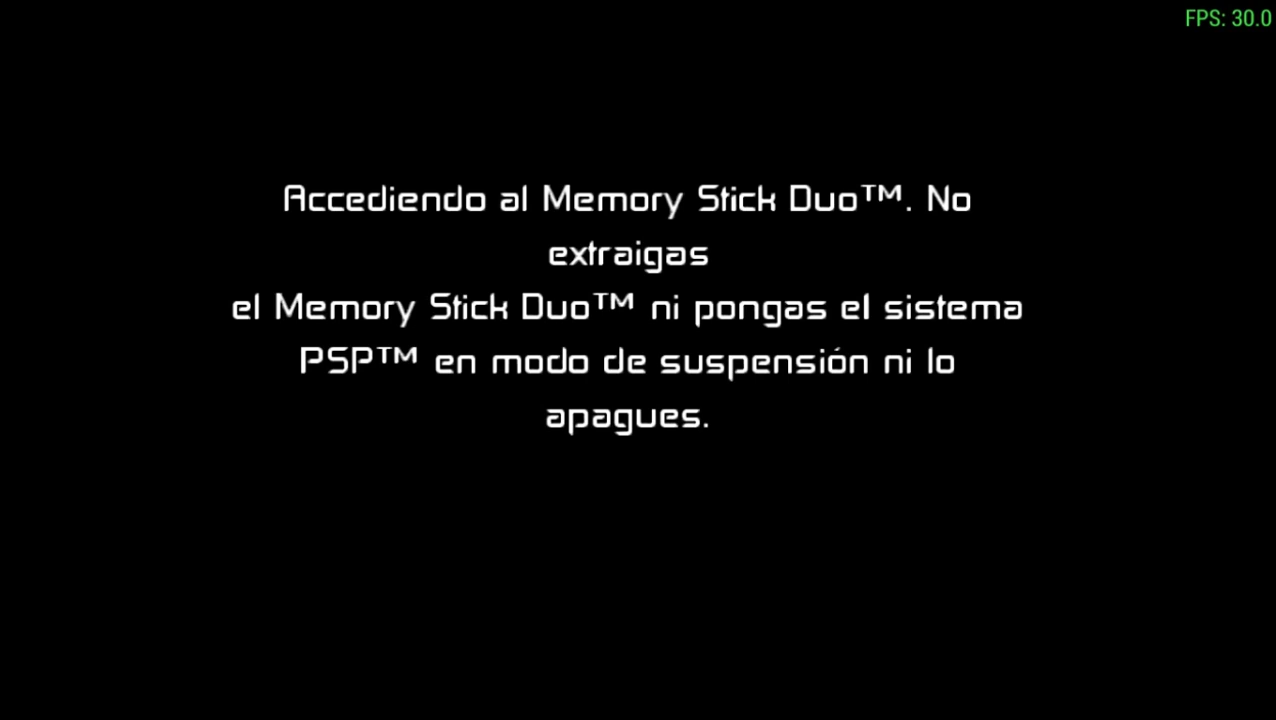 FPS: 30.0
Accediendo al Memory Stick Duo™. No
extraigas
el Memory Stick Duo™ ni pongas el sistema
PSP™ en modo de suspensión ni lo
apagues.